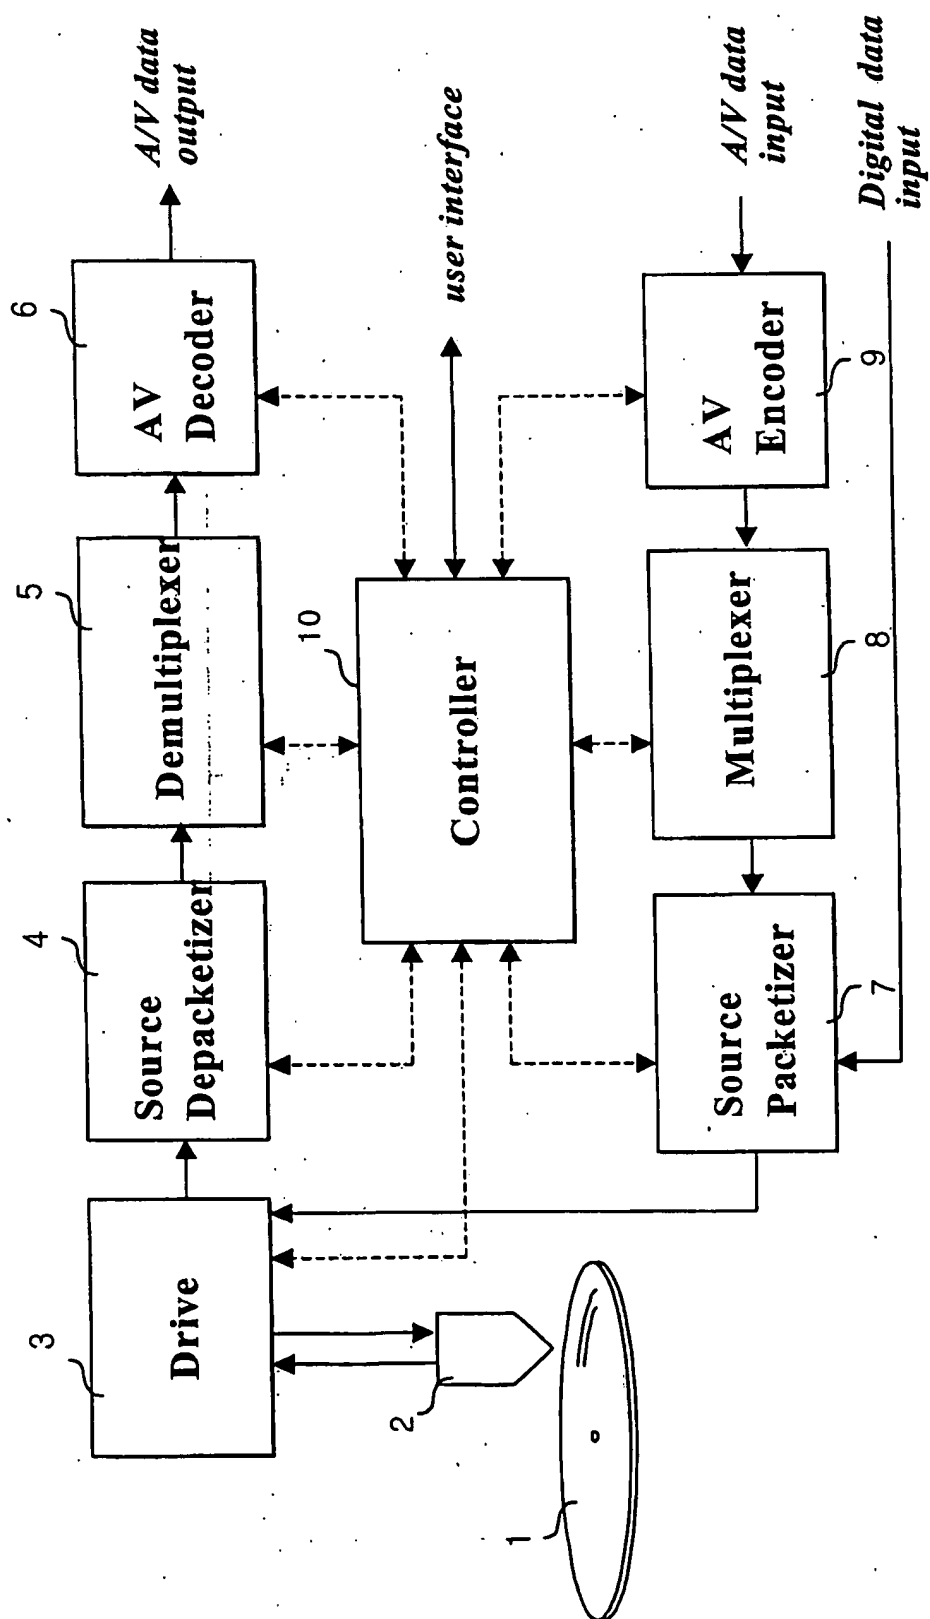 6
AV
Decoder
A/V data
output
5
Demultiplexer
4
Source
Depacketizer
3
Drive
user interface
10
Controller
2
1
A/V data
input
AV
Encoder
9
Multiplexer
8
Source
Packetizer
7
Digital data
input